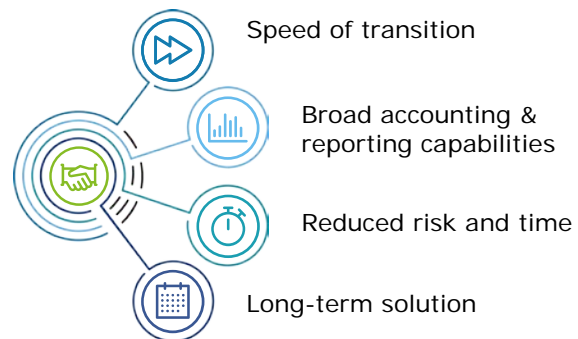 Speed of transition
Broad accounting &
reporting capabilities
Reduced risk and time
Long-term solution